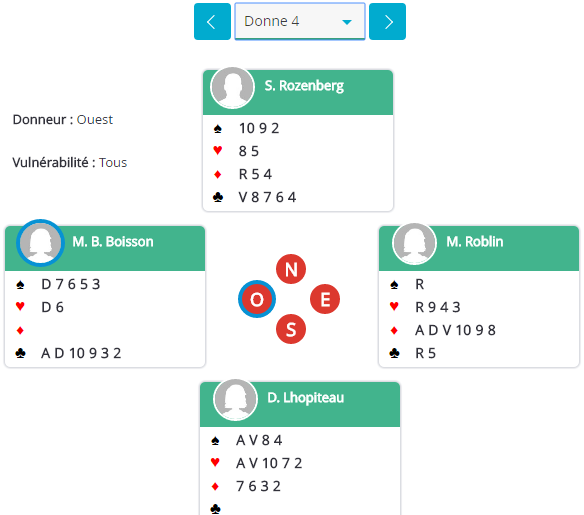 Donne 4
S. Rozenberg
Donneur : Ouest
♠ 10 9 2
♥ 8 5
Vulnérabilité : Tous
♦ R 5 4
♣ V 8 7 6 4
M. B. Boisson
♠ D 7 6 5 3
♥ D 6
♦
♣ A D 10 9 3 2
N
O
E
S
M. Roblin
♠ R
♥ R 9 4 3
♦ A D V 10 9 8
♣ R 5
D. Lhopiteau
♠ A V 8 4
♥ A V 10 7 2
♦ 7 6 3 2
♣